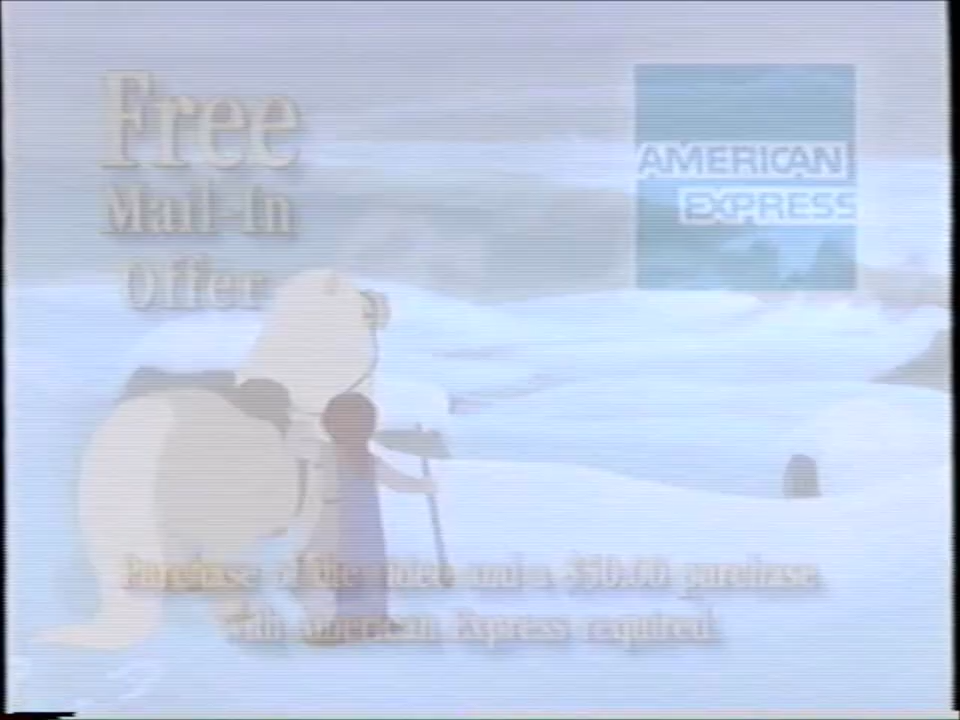 Free
Mail-In
Offer
AMERICAN
EXPRESS
Purchase of the video and a $50.00 purchase
with American Express required.